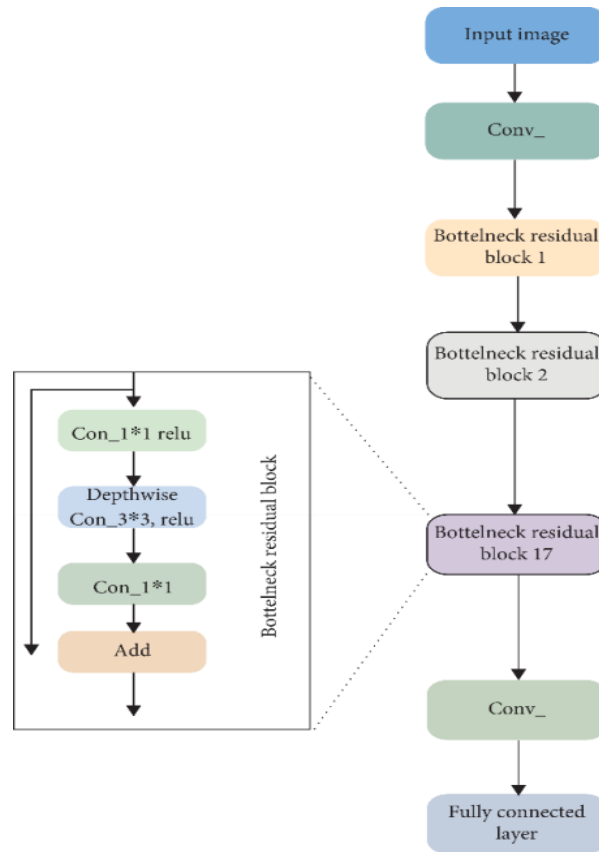 Input image
Conv_
Bottelneck residual
block 1
Bottelneck residual
block 2
Bottelneck residual
block 17
Conv_
Fully connected
layer
Con_1*1 relu
Depthwise
Con_3*3, relu
Con_1*1
Add
Bottelneck residual block